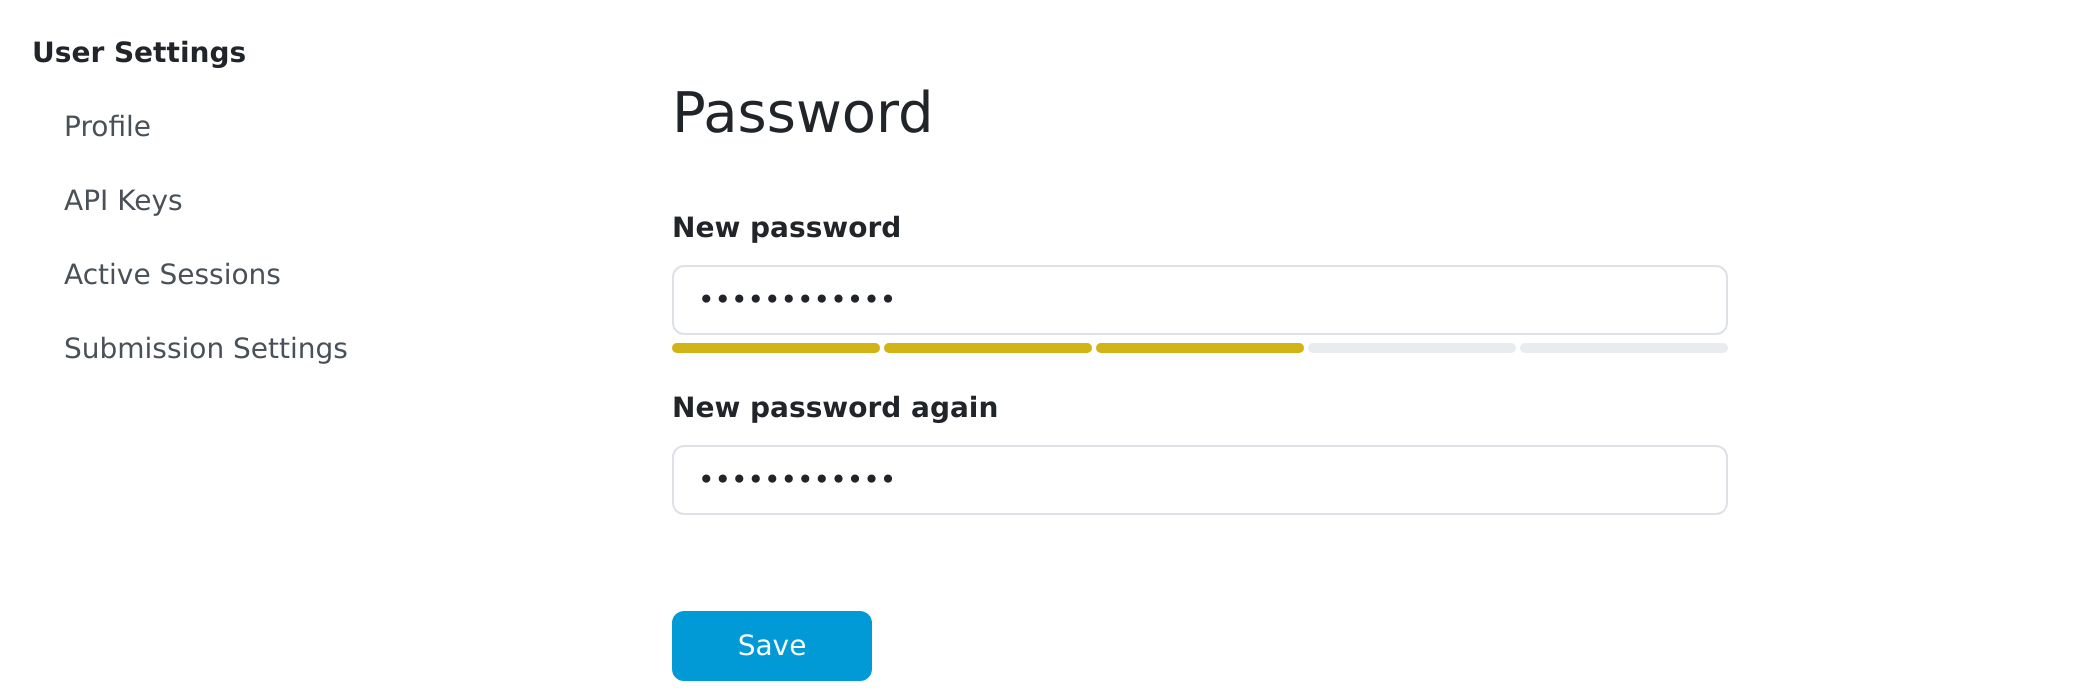 User Settings
Profile
API Keys
Active Sessions
Submission Settings
Password
New password
••••••••••••
New password again
••••••••••••
Save